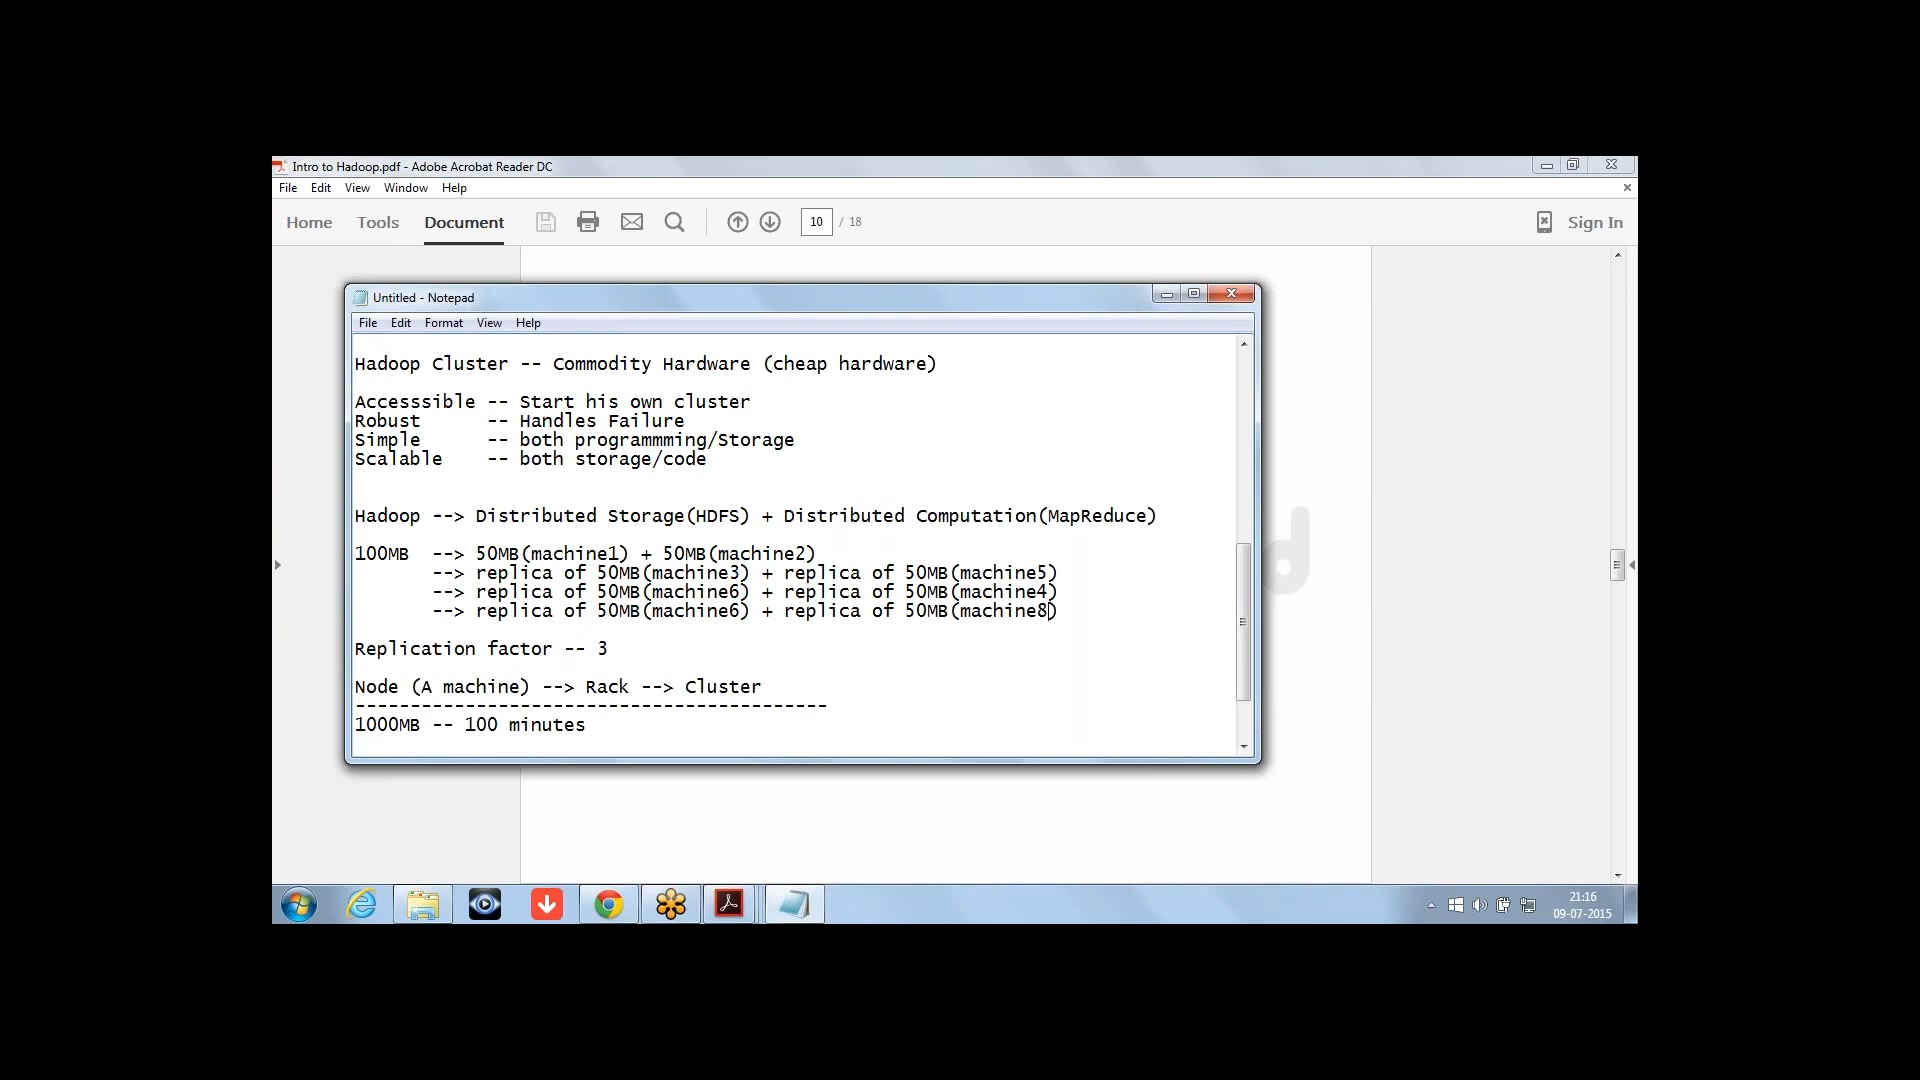 Intro to Hadoop.pdf - Adobe Acrobat Reader DC
File Edit View Window Help
Home Tools Document 10 / 18 Sign In
Untitled - Notepad
File Edit Format View Help
Hadoop Cluster -- Commodity Hardware (cheap hardware)
Accesssible -- Start his own cluster
Robust -- Handles Failure
Simple -- both programmming/Storage
Scalable -- both storage/code
Hadoop --> Distributed Storage(HDFS) + Distributed Computation(MapReduce)
100MB --> 50MB(machine1) + 50MB(machine2)
--> replica of 50MB(machine3) + replica of 50MB(machine5)
--> replica of 50MB(machine6) + replica of 50MB(machine4)
--> replica of 50MB(machine6) + replica of 50MB(machine8)
Replication factor -- 3
Node (A machine) --> Rack --> Cluster
-------------------------------------------
1000MB -- 100 minutes
d
21:16
09-07-2015